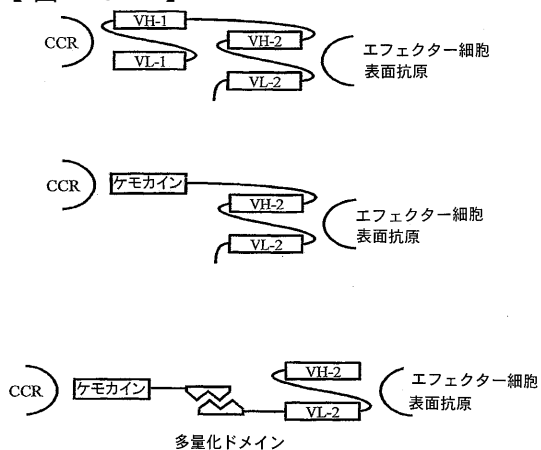 VH-1
CCR
VL-1
VH-2
VL-2
エフェクター細胞
表面抗原
CCR
ケモカイン
VH-2
VL-2
エフェクター細胞
表面抗原
CCR
ケモカイン
VH-2
VL-2
エフェクター細胞
表面抗原
多量化ドメイン